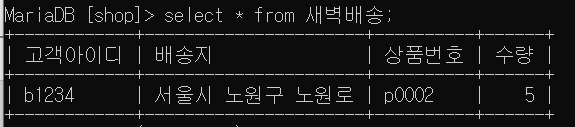 MariaDB [shop]> select * from 새벽배송;
| 고객아이디 | 배송지 | 상품번호 | 수량 |
| b1234 | 서울시 노원구 노원로 | p0002 | 5 |